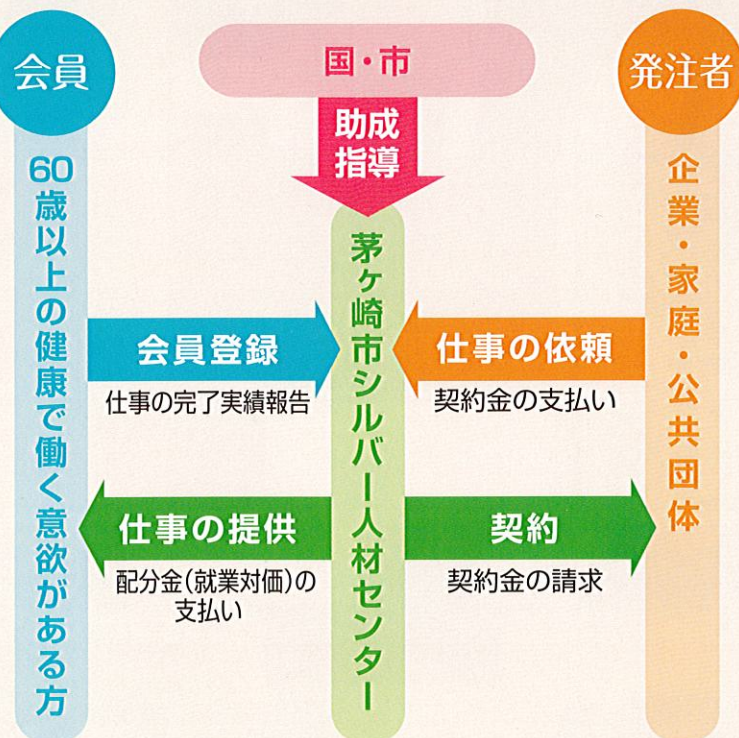 会員
国・市
発注者
助成
指導
60歳以上の健康で働く意欲がある方
茅ヶ崎市シルバー人材センター
企業・家庭・公共団体
会員登録
仕事の完了実績報告
仕事の依頼
契約金の支払い
仕事の提供
配分金(就業対価)の
支払い
契約
契約金の請求